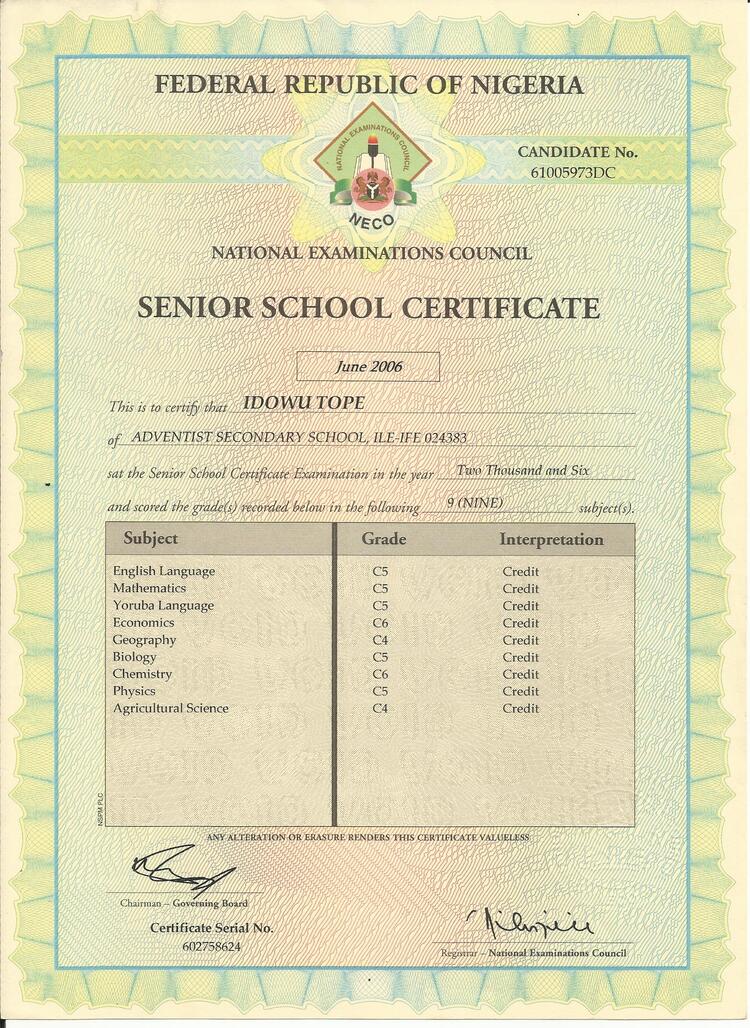 FEDERAL REPUBLIC OF NIGERIA
NATIONAL EXAMINATIONS COUNCIL
NECO
CANDIDATE No.
61005973DC
NATIONAL EXAMINATIONS COUNCIL
SENIOR SCHOOL CERTIFICATE
June 2006
This is to certify that IDOWU TOPE
of ADVENTIST SECONDARY SCHOOL, ILE-IFE 024383
sat the Senior School Certificate Examination in the year Two Thousand and Six
and scored the grade(s) recorded below in the following 9 (NINE) subject(s).
Subject Grade Interpretation
English Language C5 Credit
Mathematics C5 Credit
Yoruba Language C5 Credit
Economics C6 Credit
Geography C4 Credit
Biology C5 Credit
Chemistry C6 Credit
Physics C5 Credit
Agricultural Science C4 Credit
NSPM PLC
ANY ALTERATION OR ERASURE RENDERS THIS CERTIFICATE VALUELESS
Chairman – Governing Board
Certificate Serial No.
602758624
Registrar – National Examinations Council